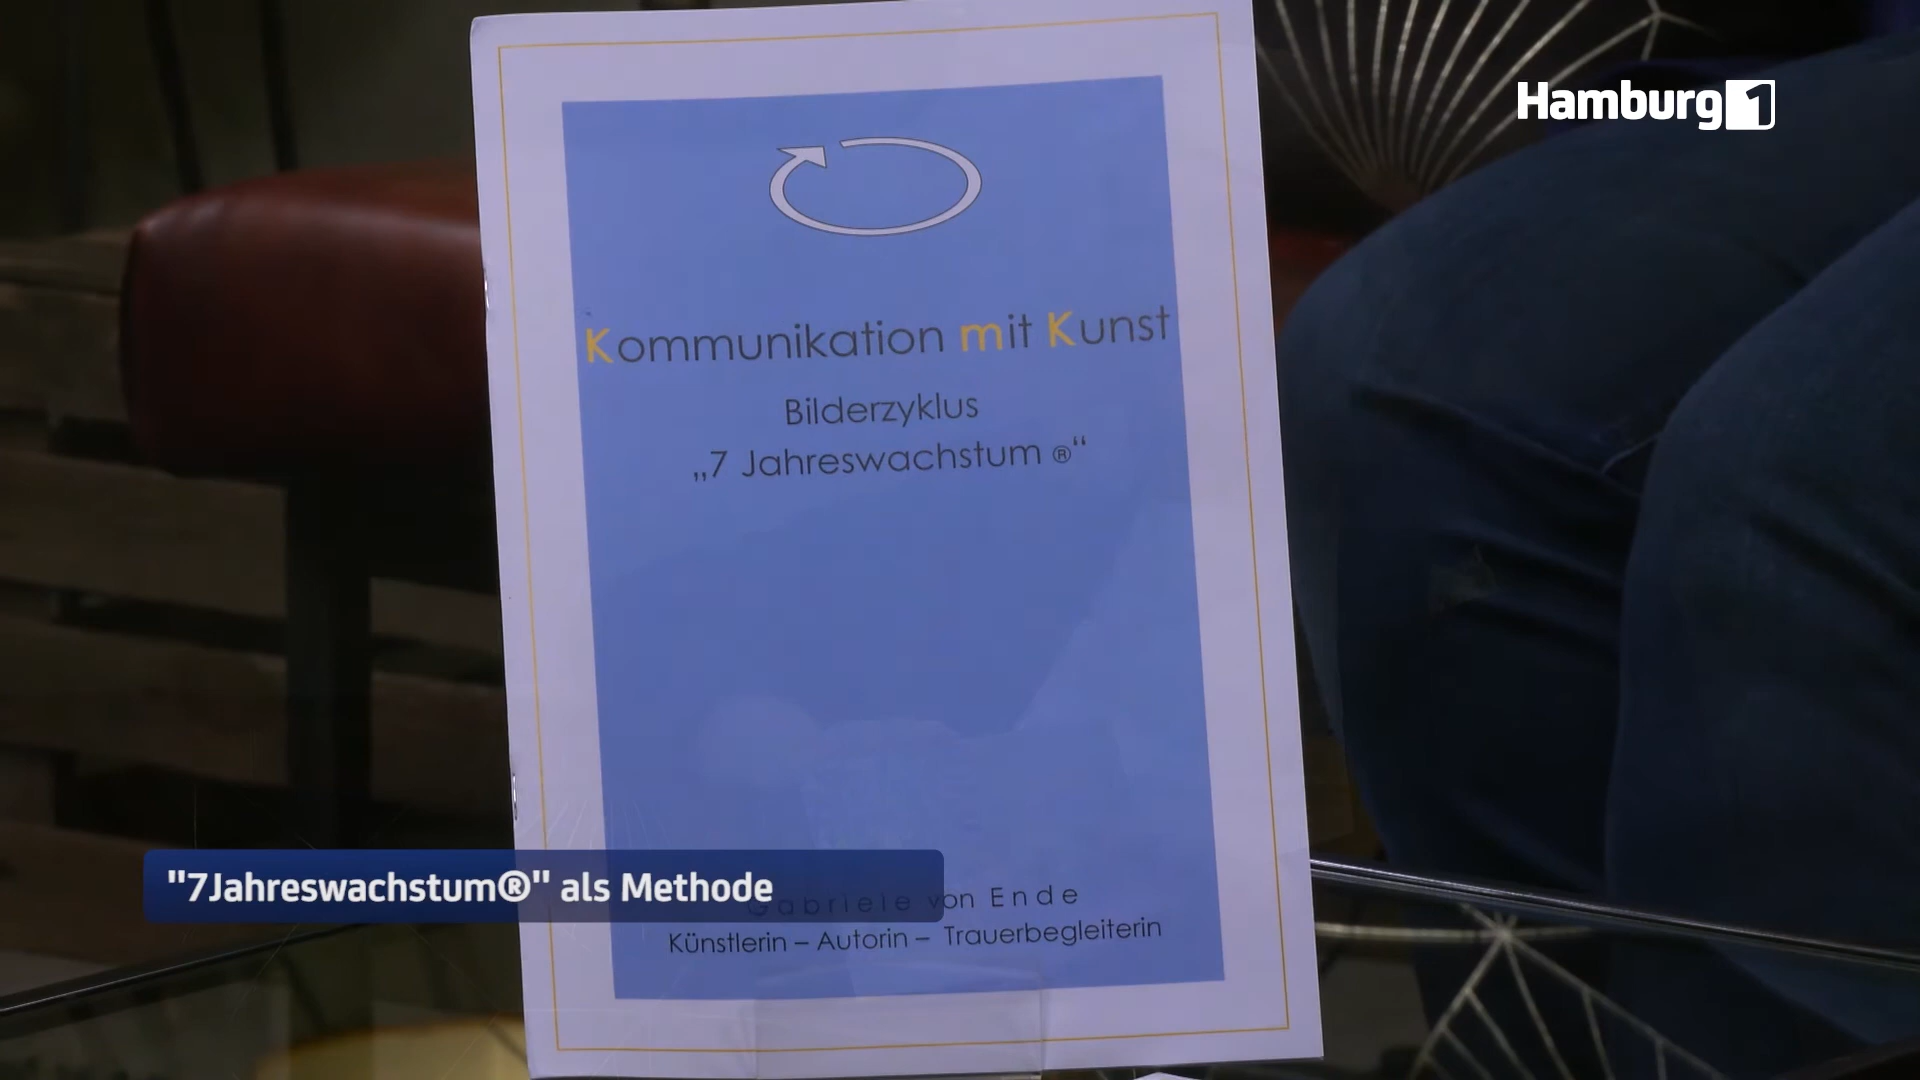 Hamburg 1
Kommunikation mit Kunst
Bilderzyklus
„7 Jahreswachstum ®“
"7Jahreswachstum®" als Methode
Gabriele von Ende
Künstlerin – Autorin – Trauerbegleiterin